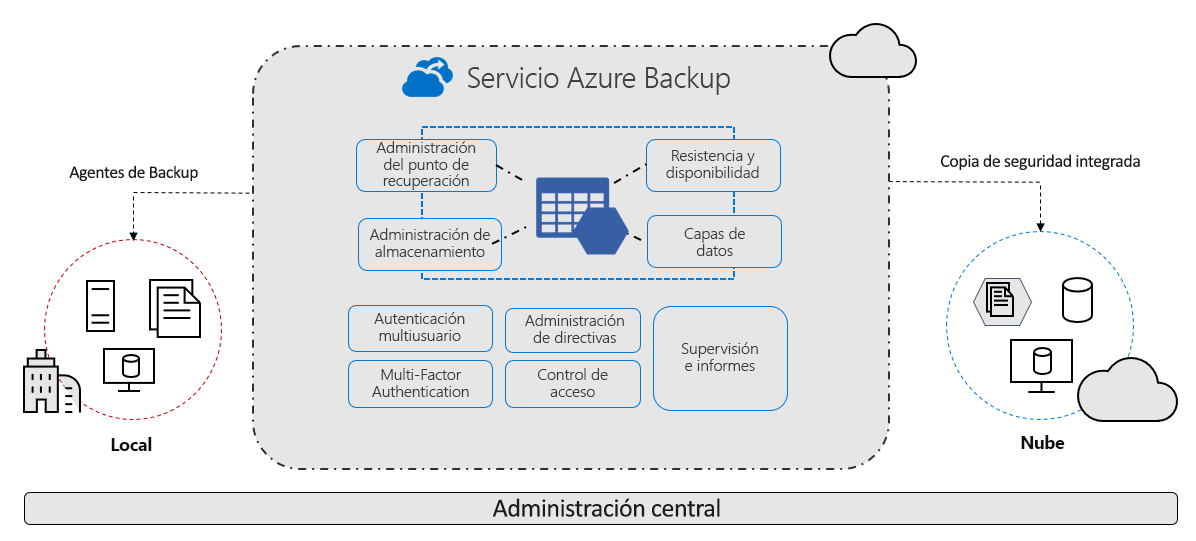 Servicio Azure Backup
Agentes de Backup
Administración
del punto de
recuperación
Resistencia y
disponibilidad
Copia de seguridad integrada
Administración de
almacenamiento
Capas de
datos
Autenticación
multiusuario
Administración
de directivas
Supervisión
e informes
Multi-Factor
Authentication
Control de
acceso
Local
Nube
Administración central